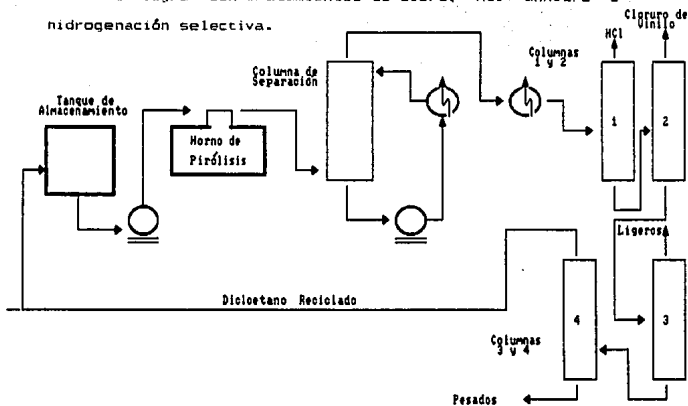 hidrogenación selectiva.
Cloruro de
Vinilo
HCl
Columnas
1 y 2
Columna de
Separación
Tanque de
Almacenamiento
Horno de
Pirólisis
1
2
Ligeros
Dicloetano Reciclado
4
3
Columnas
3 y 4
Pesados